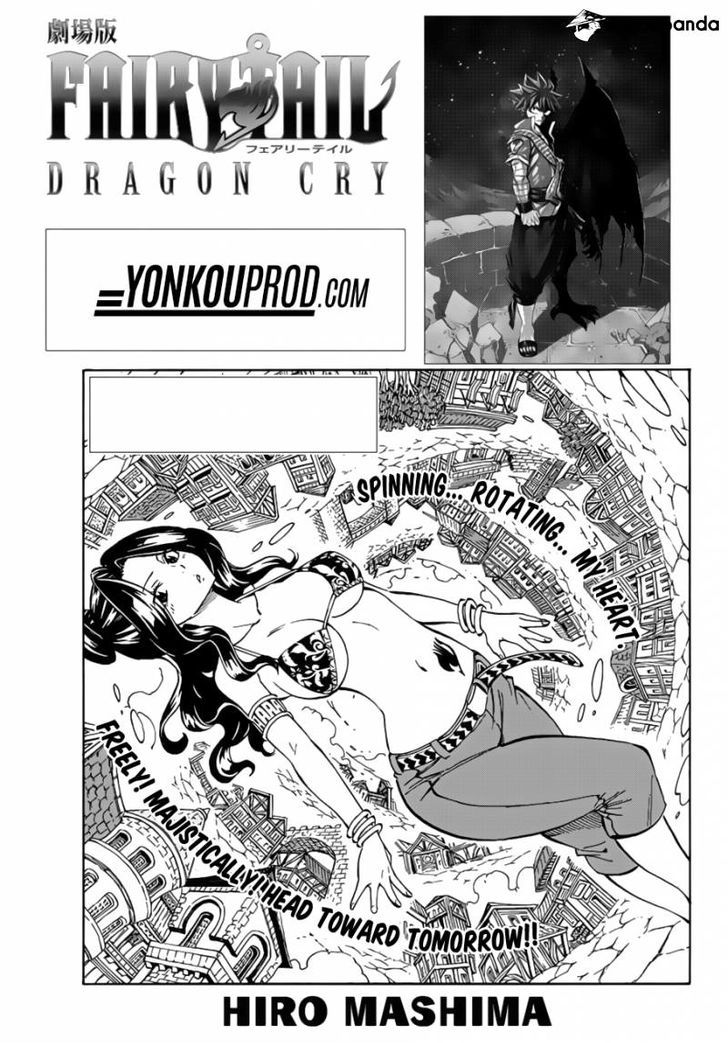 劇場版
FAIRY TAIL
フェアリーテイル
DRAGON CRY
panda
YONKOUPROD.COM
SPINNING... ROTATING... MY HEART.
FREELY! MAJISTICALLY! HEAD TOWARD TOMORROW!!
HIRO MASHIMA